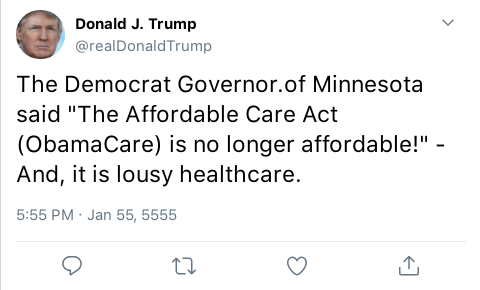 Donald J. Trump
@realDonaldTrump
The Democrat Governor.of Minnesota
said "The Affordable Care Act
(ObamaCare) is no longer affordable!" -
And, it is lousy healthcare.
5:55 PM · Jan 55, 5555